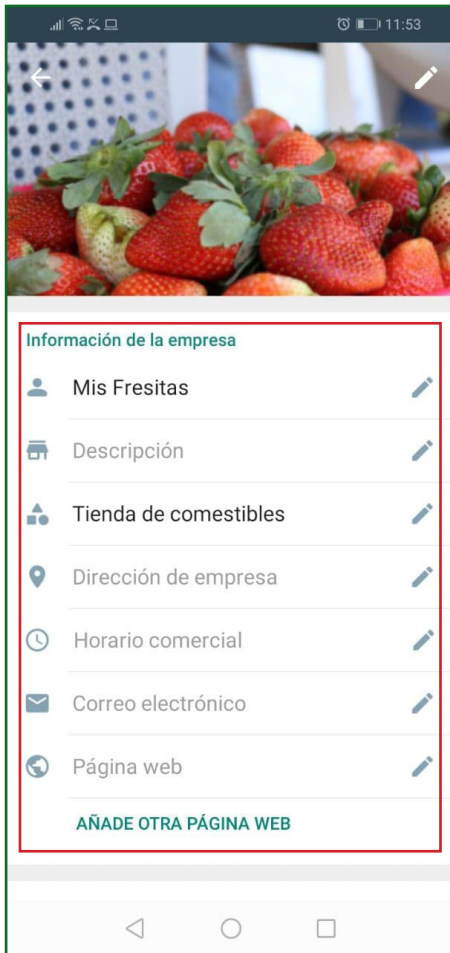 11:53
Información de la empresa
Mis Fresitas
Descripción
Tienda de comestibles
Dirección de empresa
Horario comercial
Correo electrónico
Página web
AÑADE OTRA PÁGINA WEB